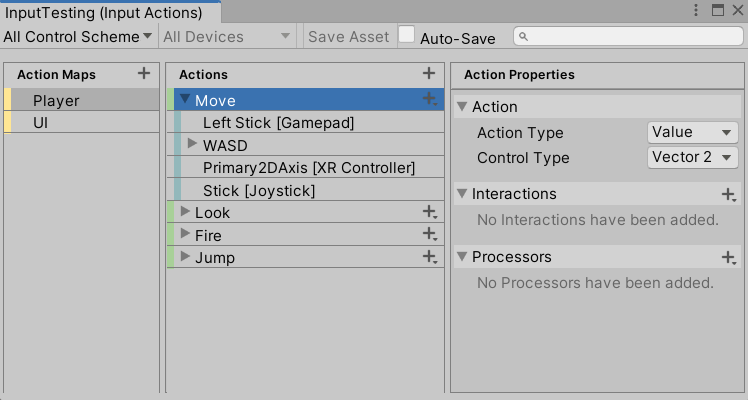 InputTesting (Input Actions)
All Control Scheme All Devices Save Asset Auto-Save
Action Maps
Player
UI
Actions
Move
Left Stick [Gamepad]
WASD
Primary2DAxis [XR Controller]
Stick [Joystick]
Look
Fire
Jump
Action Properties
Action
Action Type Value
Control Type Vector 2
Interactions
No Interactions have been added.
Processors
No Processors have been added.